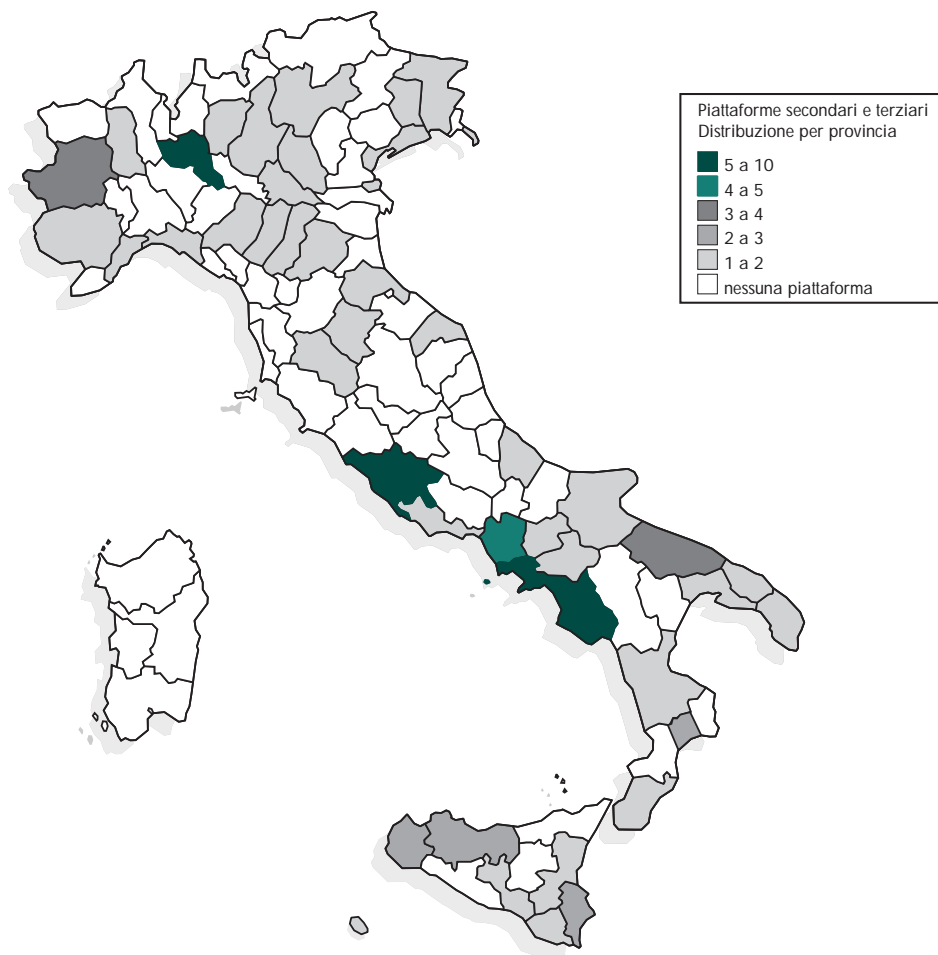 Piattaforme secondari e terziari
Distribuzione per provincia
5 a 10
4 a 5
3 a 4
2 a 3
1 a 2
nessuna piattaforma